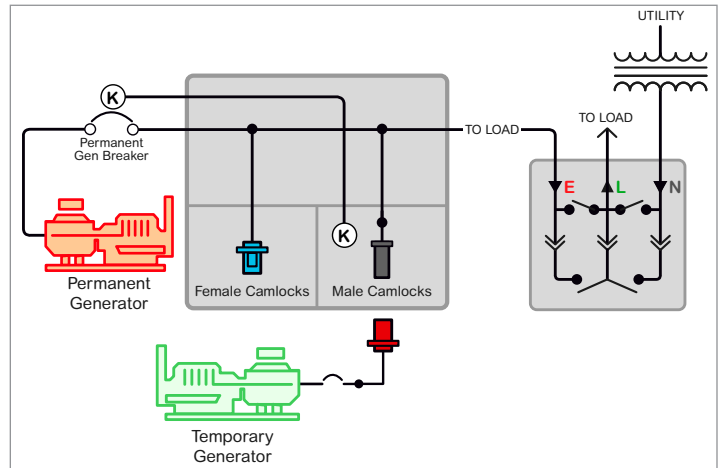 UTILITY
K
TO LOAD
Permanent
Gen Breaker
TO LOAD
E
L
N
K
Permanent
Generator
Female Camlocks
Male Camlocks
Temporary
Generator